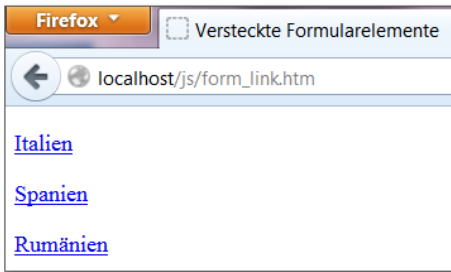 Firefox
Versteckte Formularelemente
localhost/js/form_link.htm
Italien
Spanien
Rumänien